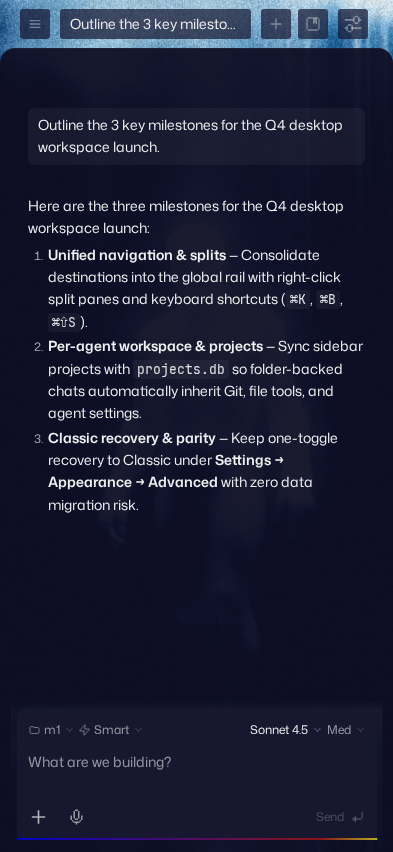 Outline the 3 key milesto...
Outline the 3 key milestones for the Q4 desktop
workspace launch.
Here are the three milestones for the Q4 desktop
workspace launch:
1. Unified navigation & splits — Consolidate
destinations into the global rail with right-click
split panes and keyboard shortcuts ( ⌘K , ⌘B ,
⌘⇧S ).
2. Per-agent workspace & projects — Sync sidebar
projects with projects.db so folder-backed
chats automatically inherit Git, file tools, and
agent settings.
3. Classic recovery & parity — Keep one-toggle
recovery to Classic under Settings →
Appearance → Advanced with zero data
migration risk.
m1 Smart Sonnet 4.5 Med
What are we building?
Send